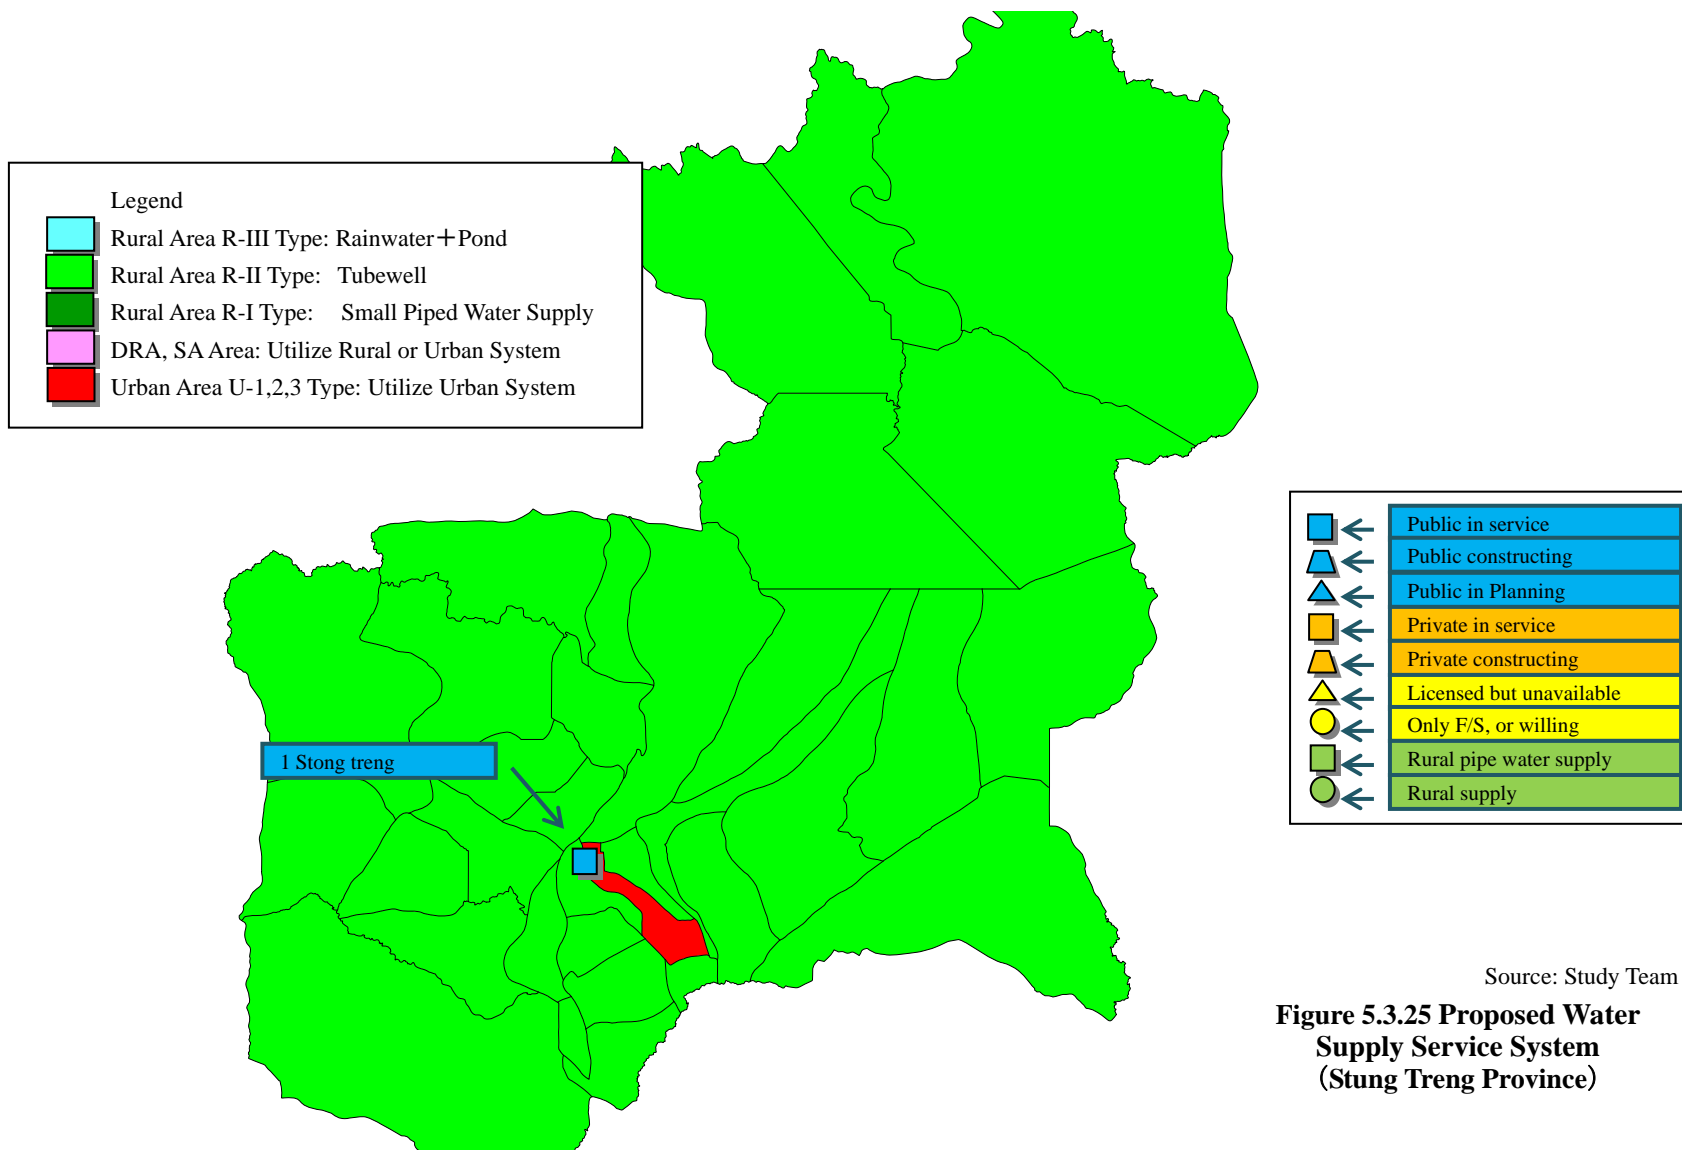 Legend
Rural Area R-III Type: Rainwater＋Pond
Rural Area R-II Type: Tubewell
Rural Area R-I Type: Small Piped Water Supply
DRA, SA Area: Utilize Rural or Urban System
Urban Area U-1,2,3 Type: Utilize Urban System
Public in service
Public constructing
Public in Planning
Private in service
Private constructing
Licensed but unavailable
Only F/S, or willing
Rural pipe water supply
Rural supply
1 Stong treng
Source: Study Team
Figure 5.3.25 Proposed Water
Supply Service System
（Stung Treng Province）